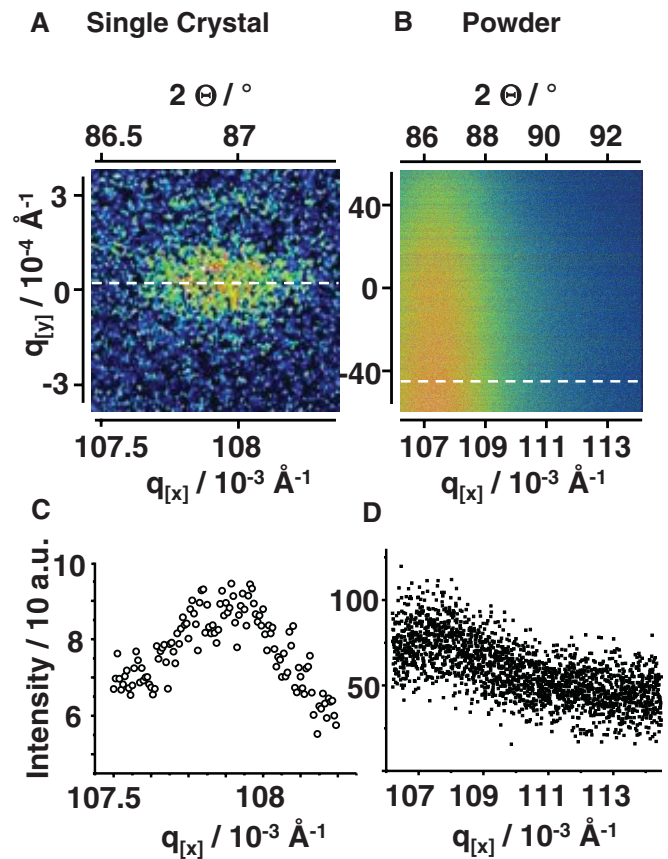 A Single Crystal
2 Θ / °
86.5 87
3
0
-3
q[y] / 10-4 Å-1
107.5 108
q[x] / 10-3 Å-1
B Powder
2 Θ / °
86 88 90 92
40
0
-40
107 109 111 113
q[x] / 10-3 Å-1
C
Intensity / 10 a.u.
10
8
6
107.5 108
q[x] / 10-3 Å-1
D
100
50
107 109 111 113
q[x] / 10-3 Å-1